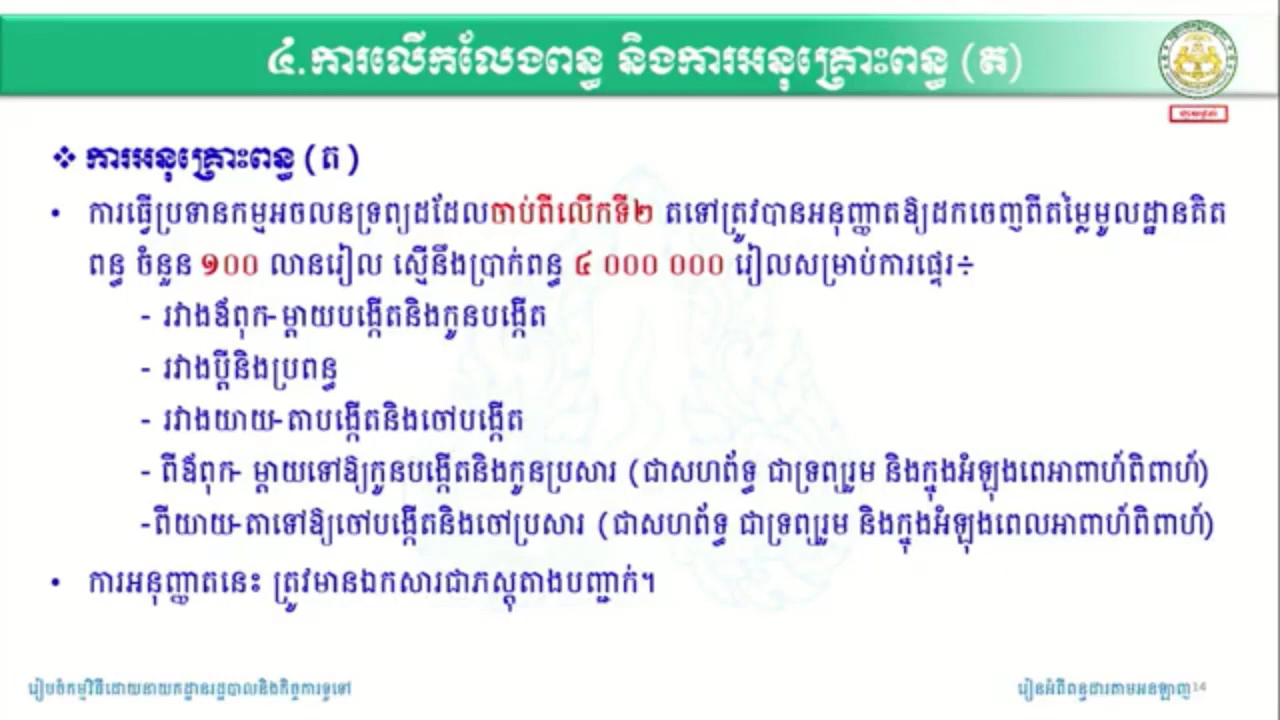 ៤.ការលើកលែងពន្ធ និងការអនុគ្រោះពន្ធ (ត)
❖ ការអនុគ្រោះពន្ធ (ត)
• ការធ្វើប្រទានកម្មអចលនទ្រព្យដដែលចាប់ពីលើកទី២ តទៅត្រូវបានអនុញ្ញាតឱ្យដកចេញពីតម្លៃមូលដ្ឋានគិត
ពន្ធ ចំនួន ១០០ លានរៀល ស្មើនឹងប្រាក់ពន្ធ ៤ ០០០ ០០០ រៀលសម្រាប់ការផ្ទេរ÷
- រវាងឪពុក-ម្តាយបង្កើតនិងកូនបង្កើត
- រវាងប្តីនិងប្រពន្ធ
- រវាងយាយ-តាបង្កើតនិងចៅបង្កើត
- ពីឪពុក- ម្តាយទៅឱ្យកូនបង្កើតនិងកូនប្រសារ (ជាសហព័ទ្ធ ជាទ្រព្យរួម និងក្នុងអំឡុងពេអាពាហ៍ពិពាហ៍)
-ពីយាយ-តាទៅឱ្យចៅបង្កើតនិងចៅប្រសារ (ជាសហព័ទ្ធ ជាទ្រព្យរួម និងក្នុងអំឡុងពេលអាពាហ៍ពិពាហ៍)
• ការអនុញ្ញាតនេះ ត្រូវមានឯកសារជាភស្តុតាងបញ្ជាក់។
រៀបចំកម្មវិធីដោយនាយកដ្ឋានរដ្ឋបាលនិងកិច្ចការទូទៅ
រៀនអំពីពន្ធដារតាមអនឡាញ 14